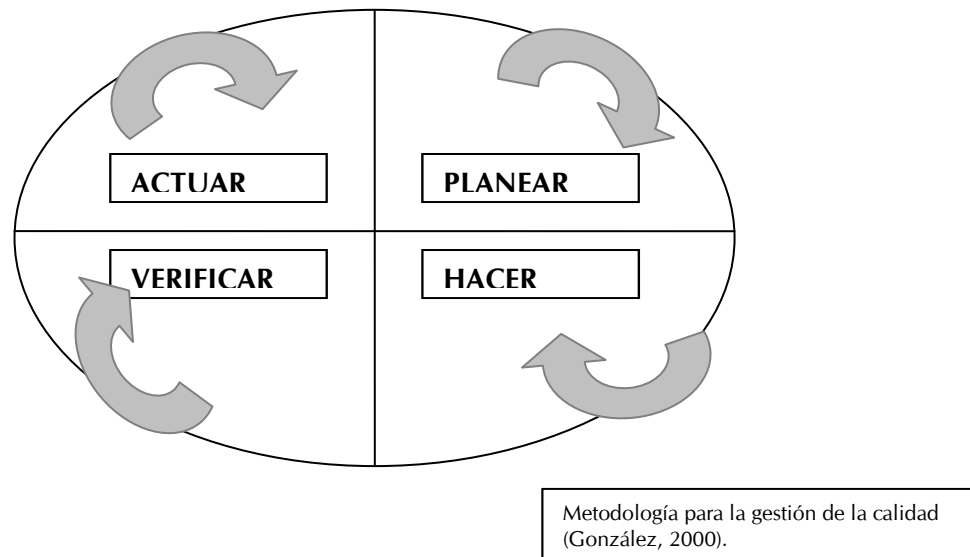 ACTUAR
PLANEAR
VERIFICAR
HACER
Metodología para la gestión de la calidad
(González, 2000).